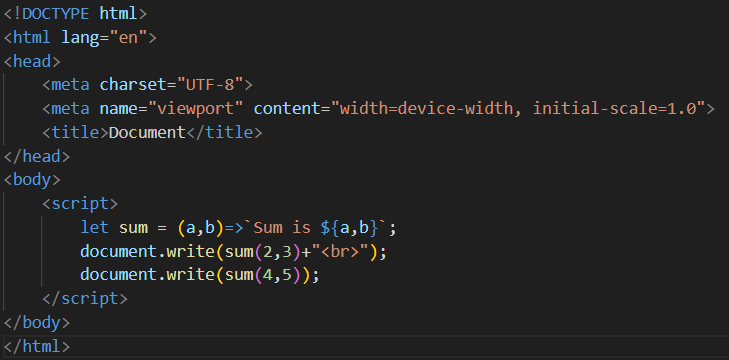 <!DOCTYPE html>
<html lang="en">
<head>
    <meta charset="UTF-8">
    <meta name="viewport" content="width=device-width, initial-scale=1.0">
    <title>Document</title>
</head>
<body>
    <script>
        let sum = (a,b)=>`Sum is ${a,b}`;
        document.write(sum(2,3)+"<br>");
        document.write(sum(4,5));
    </script>
</body>
</html>